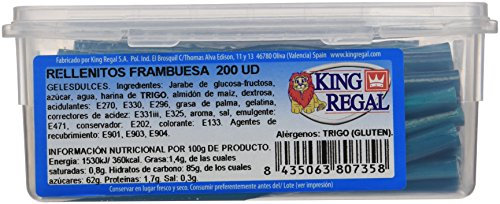 Fabricado por King Regal S.A. Pol. Ind. El Brosquil C/Thomas Alva Edison, 11 y 13 46780 Oliva (Valencia) Spain www.kingregal.com
RELLENITOS FRAMBUESA 200 UD
GELESDULCES. Ingredientes: Jarabe de glucosa-fructosa,
azúcar, agua, harina de TRIGO, almidón de maíz, dextrosa,
acidulantes: E270, E330, E296, grasa de palma, gelatina,
correctores de acidez: E331iii, E325, aroma, sal, emulgente:
E471, conservador: E202, colorante: E133. Agentes de
recubrimiento: E901, E903, E904.
KING
REGAL
Alérgenos: TRIGO (GLUTEN).
INFORMACIÓN NUTRICIONAL POR 100g DE PRODUCTO.
Energía: 1530kJ/ 360kcal. Grasa:1,4g, de las cuales
saturadas: 0,8g. Hidratos de carbono: 85g, de los cuales
azúcares: 62g. Proteínas: 1,7g. Sal: 0,3g.
8 435063 807358
Conservar en lugar fresco y seco. Consumir preferentemente antes del / Lote (ver impresión)